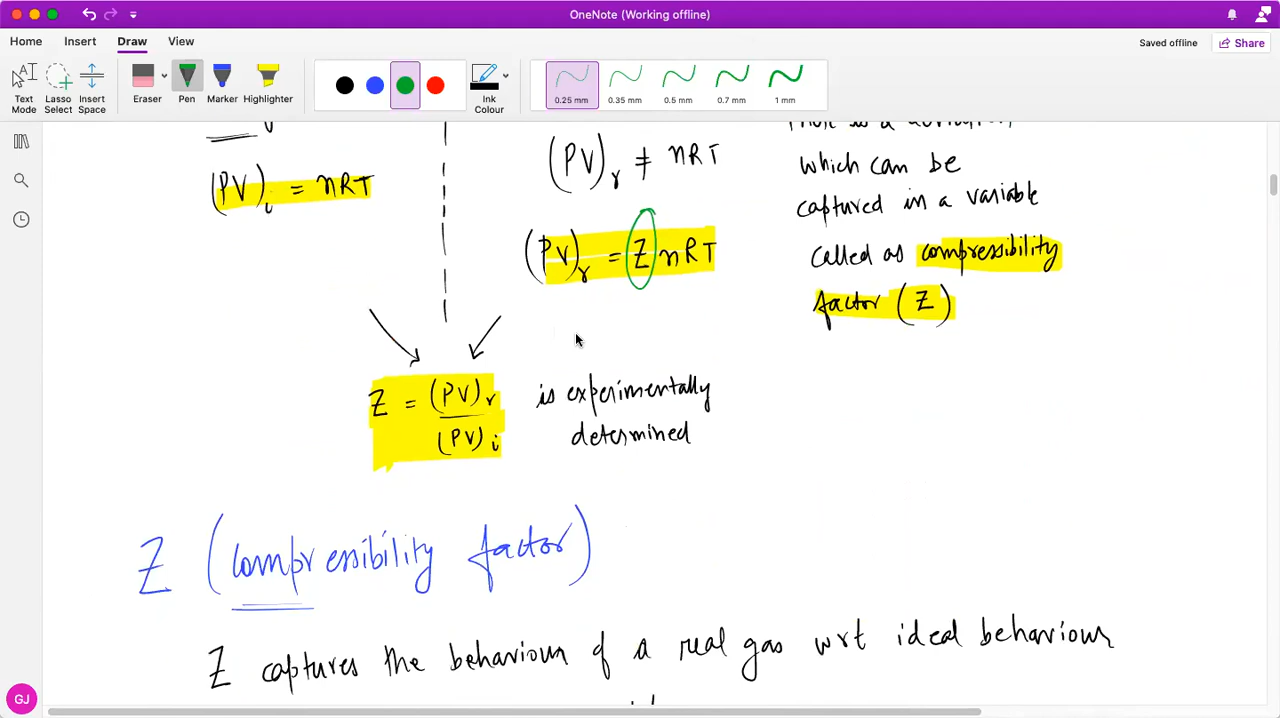 OneNote (Working offline)
Home Insert Draw View
Saved offline
Share
Text Mode
Lasso Select
Insert Space
Eraser
Pen
Marker
Highlighter
Ink Colour
0.25 mm
0.35 mm
0.5 mm
0.7 mm
1 mm
(PV)i = nRT
(PV)r ≠ nRT
(PV)r = Z nRT
which can be
captured in a variable
called as compressibility
factor (Z)
Z = (PV)r / (PV)i
is experimentally
determined
Z (compressibility factor)
Z captures the behaviour of a real gas wrt ideal behaviour
GJ